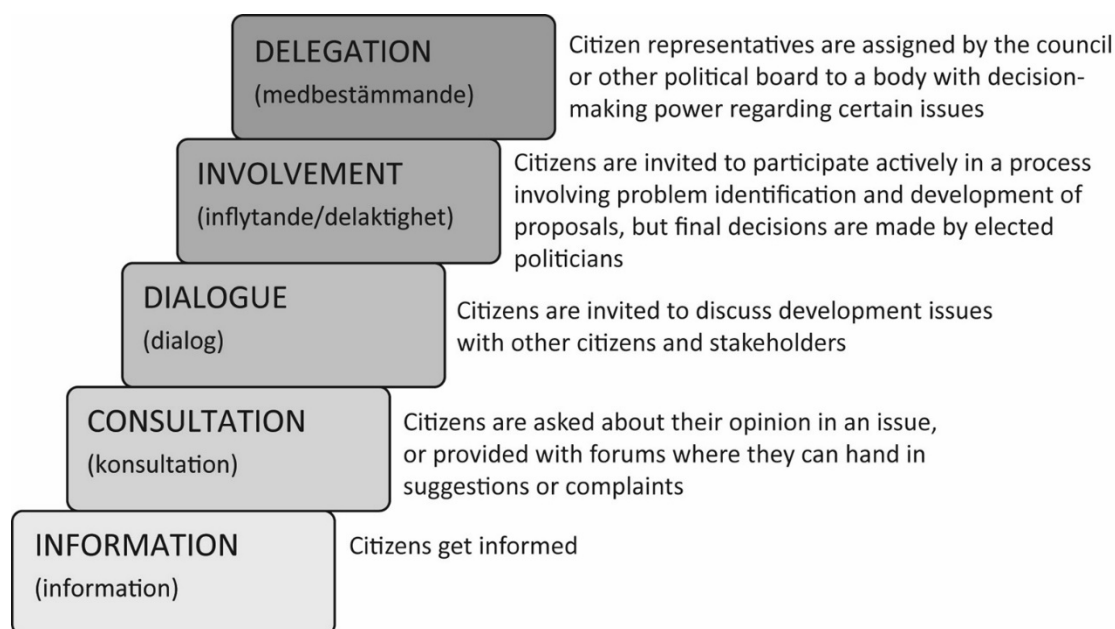 DELEGATION
(medbestämmande)
Citizen representatives are assigned by the council
or other political board to a body with decision-
making power regarding certain issues
INVOLVEMENT
(inflytande/delaktighet)
Citizens are invited to participate actively in a process
involving problem identification and development of
proposals, but final decisions are made by elected
politicians
DIALOGUE
(dialog)
Citizens are invited to discuss development issues
with other citizens and stakeholders
CONSULTATION
(konsultation)
Citizens are asked about their opinion in an issue,
or provided with forums where they can hand in
suggestions or complaints
INFORMATION
(information)
Citizens get informed